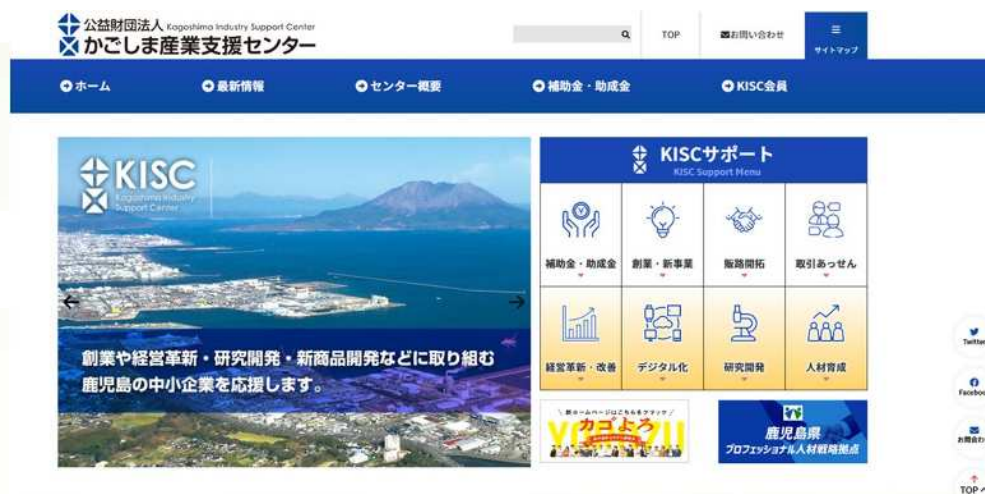 公益財団法人 Kagoshima Industry Support Center
かごしま産業支援センター
TOP
お問い合わせ
サイトマップ
ホーム
最新情報
センター概要
補助金・助成金
KISC会員
KISC
Kagoshima Industry
Support Center
創業や経営革新・研究開発・新商品開発などに取り組む
鹿児島の中小企業を応援します。
KISCサポート
KISC Support Menu
補助金・助成金
創業・新事業
販路開拓
取引あっせん
経営革新・改善
デジタル化
研究開発
人材育成
新ホームページはこちらをクリック
カゴよろ
YOROZU
鹿児島県
プロフェッショナル人材戦略拠点
Twitter
Facebook
お問合わ
TOP へ